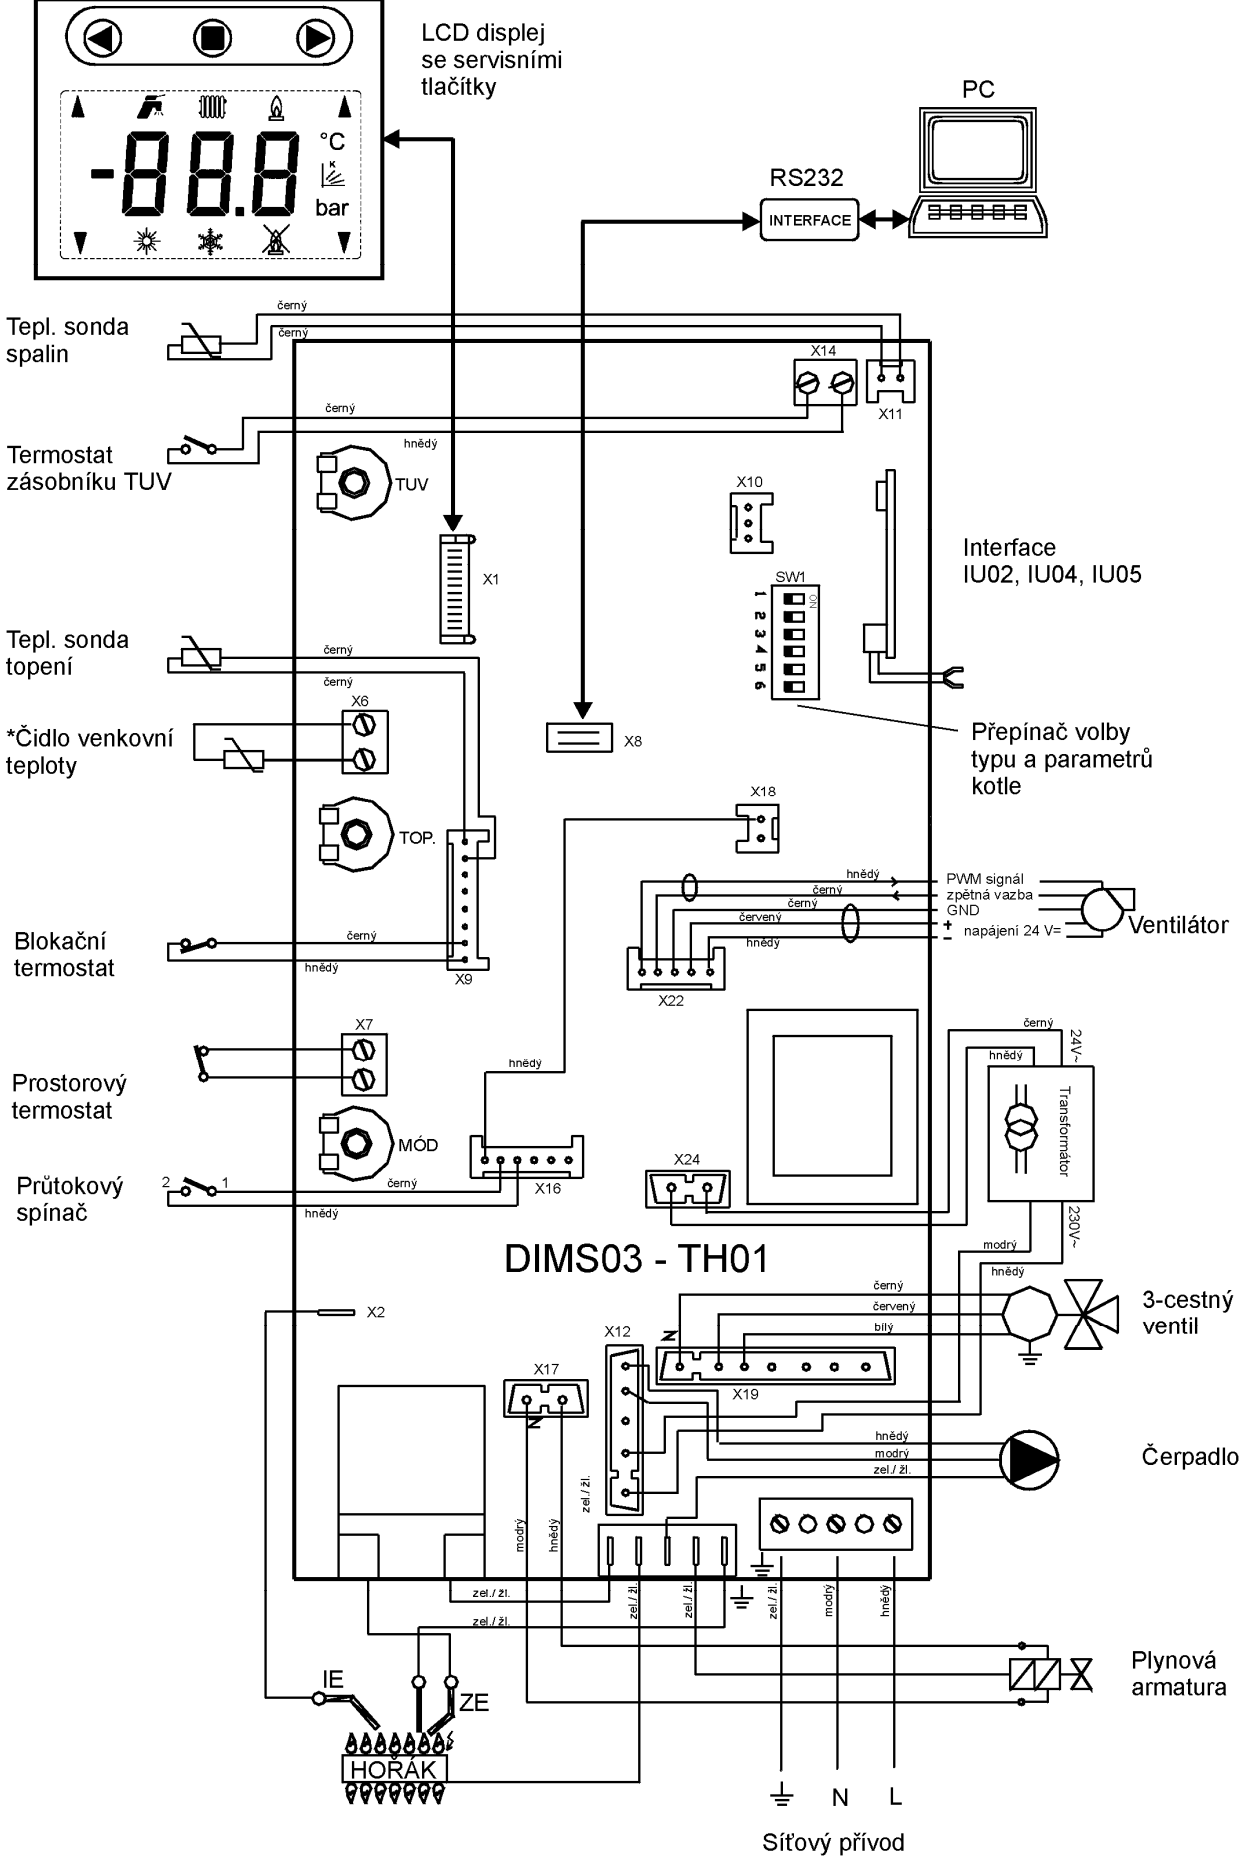 LCD displej
se servisními
tlačítky
-88.8
°C
K
bar
PC
RS232
INTERFACE
Tepl. sonda
spalin
černý
černý
X14
X11
Termostat
zásobníku TUV
černý
hnědý
TUV
X10
X1
SW1
ON
1
2
3
4
5
6
Interface
IU02, IU04, IU05
Tepl. sonda
topení
černý
černý
X6
*Čidlo venkovní
teploty
X8
Přepínač volby
typu a parametrů
kotle
X18
TOP.
hnědý
PWM signál
černý
zpětná vazba
černý
GND
červený
+
napájení 24 V=
hnědý
-
Ventilátor
Blokační
termostat
černý
hnědý
X9
X22
X7
Prostorový
termostat
hnědý
černý
24V~
hnědý
Transformátor
MÓD
X24
X16
Průtokový
spínač
2
1
černý
hnědý
230V~
modrý
hnědý
DIMS03 - TH01
černý
červený
bílý
3-cestný
ventil
X2
X12
N
X19
X17
N
hnědý
modrý
zel./ žl.
Čerpadlo
zel./ žl.
modrý
hnědý
zel./ žl.
zel./ žl.
zel./ žl.
zel./ žl.
zel./ žl.
modrý
hnědý
IE
ZE
HOŘÁK
Plynová
armatura
N
L
Síťový přívod